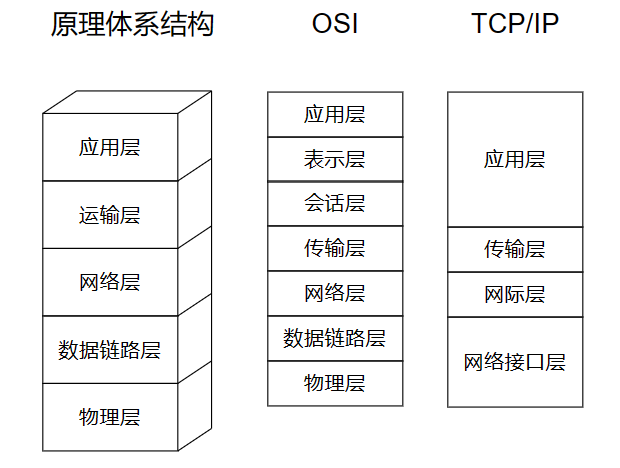 原理体系结构
OSI
TCP/IP
应用层
运输层
网络层
数据链路层
物理层
应用层
表示层
会话层
传输层
网络层
数据链路层
物理层
应用层
传输层
网际层
网络接口层